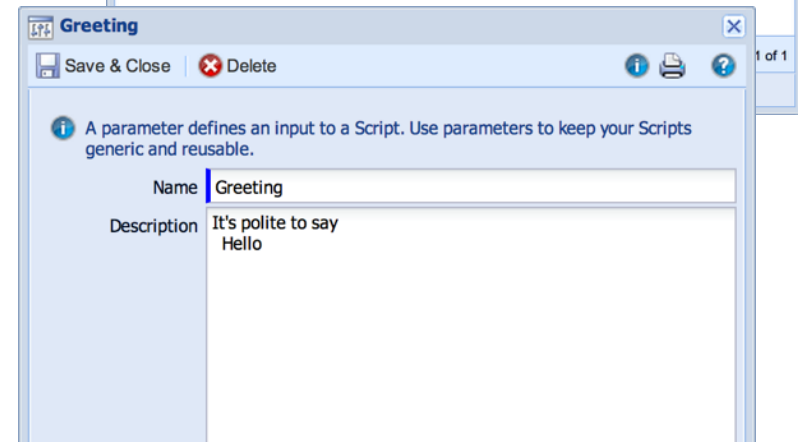 Greeting
Save & Close Delete
1 of 1
A parameter defines an input to a Script. Use parameters to keep your Scripts
generic and reusable.
Name Greeting
Description It's polite to say
Hello